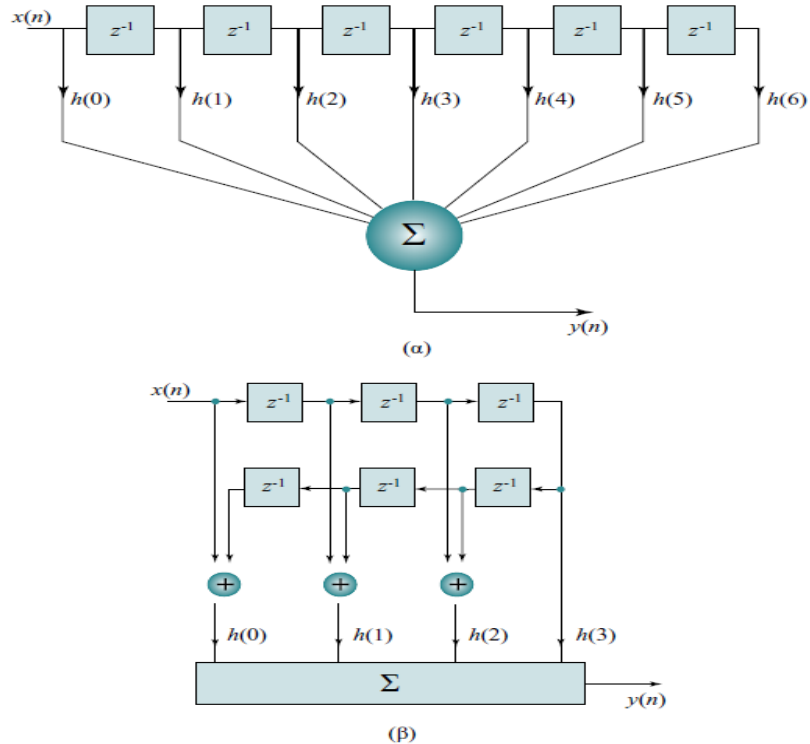 x(n) z⁻¹ z⁻¹ z⁻¹ z⁻¹ z⁻¹ z⁻¹
h(0) h(1) h(2) h(3) h(4) h(5) h(6)
Σ
y(n)
(α)
x(n) z⁻¹ z⁻¹ z⁻¹
z⁻¹ z⁻¹ z⁻¹
+ + +
h(0) h(1) h(2) h(3)
Σ
y(n)
(β)